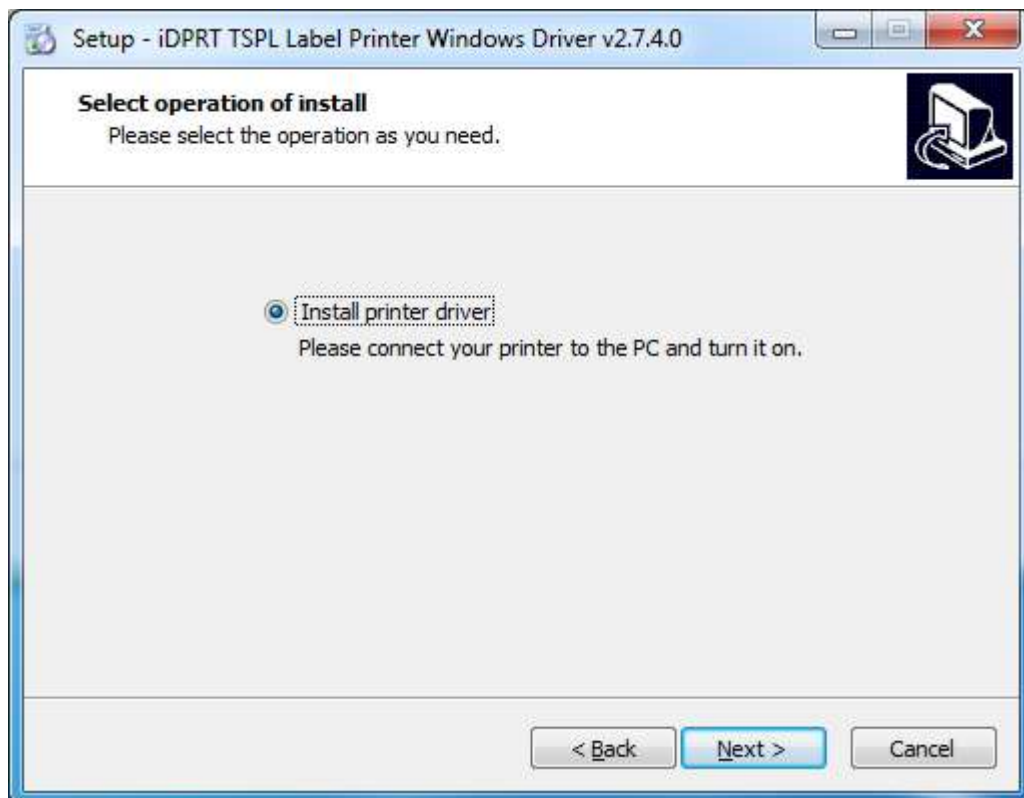 Setup - iDPRT TSPL Label Printer Windows Driver v2.7.4.0
Select operation of install
Please select the operation as you need.
Install printer driver
Please connect your printer to the PC and turn it on.
< Back Next > Cancel